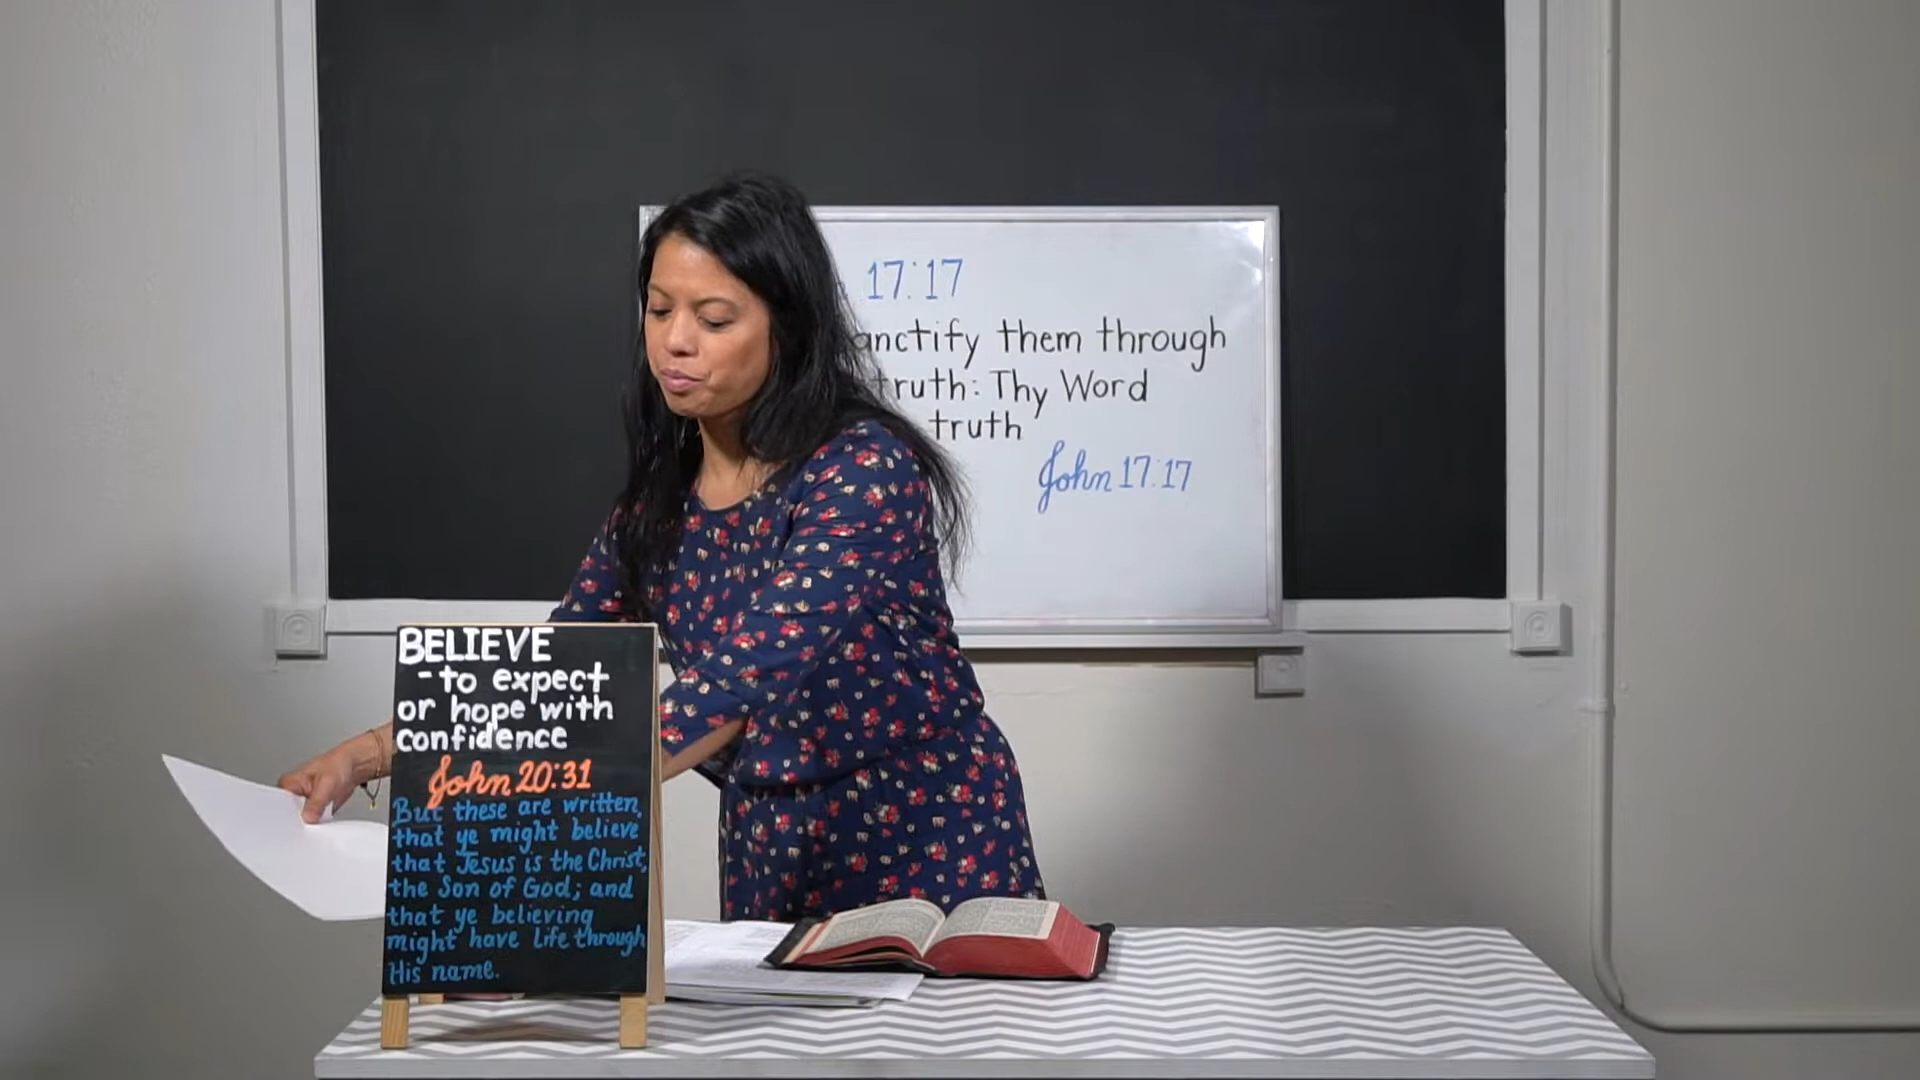 17:17
anctify them through
truth: Thy Word
truth
John 17:17
BELIEVE
-to expect
or hope with
confidence
John 20:31
But these are written,
that ye might believe
that Jesus is the Christ,
the Son of God; and
that ye believing
might have life through
His name.